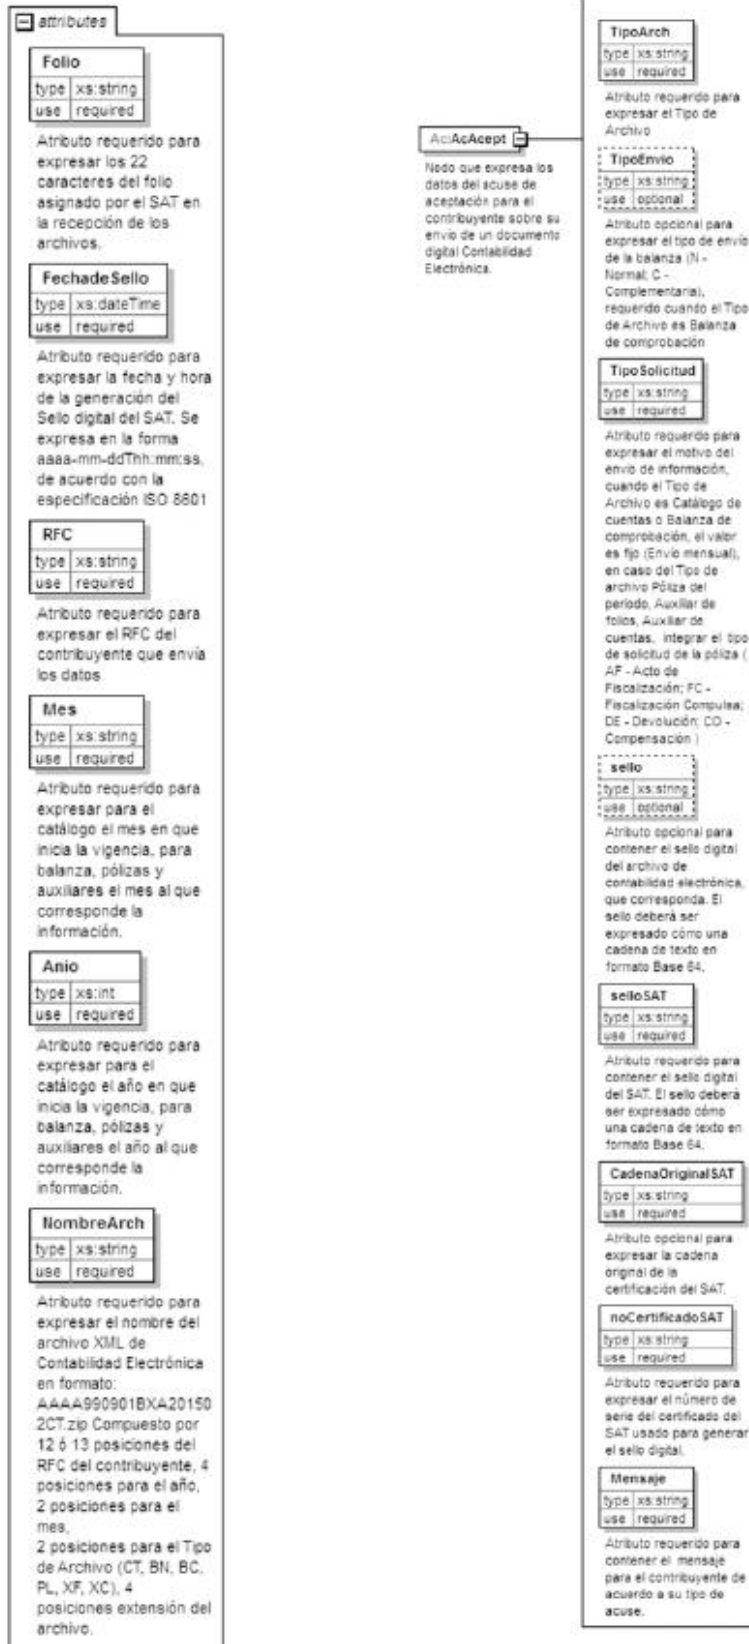 attributes
Folio
type xs:string
use required
Atributo requerido para
expresar los 22
caracteres del folio
asignado por el SAT en
la recepción de los
archivos.
FechadeSello
type xs:dateTime
use required
Atributo requerido para
expresar la fecha y hora
de la generación del
Sello digital del SAT. Se
expresa en la forma
aaaa-mm-ddThh:mm:ss,
de acuerdo con la
especificación ISO 8601
RFC
type xs:string
use required
Atributo requerido para
expresar el RFC del
contribuyente que envía
los datos
Mes
type xs:string
use required
Atributo requerido para
expresar para el
catálogo el mes en que
inicia la vigencia, para
balanza, pólizas y
auxiliares el mes al que
corresponde la
información.
Anio
type xs:int
use required
Atributo requerido para
expresar para el
catálogo el año en que
inicia la vigencia, para
balanza, pólizas y
auxiliares el año al que
corresponde la
información.
NombreArch
type xs:string
use required
Atributo requerido para
expresar el nombre del
archivo XML de
Contabilidad Electrónica
en formato:
AAAA990901BXA20150
2CT.zip Compuesto por
12 ó 13 posiciones del
RFC del contribuyente, 4
posiciones para el año,
2 posiciones para el
mes,
2 posiciones para el Tipo
de Archivo (CT, BN, BC,
PL, XF, XC), 4
posiciones extensión del
archivo.
Ac:AcAcept
Nodo que expresa los
datos del acuse de
aceptación para el
contribuyente sobre su
envío de un documento
digital Contabilidad
Electrónica.
TipoArch
type xs:string
use required
Atributo requerido para
expresar el Tipo de
Archivo
TipoEnvio
type xs:string
use optional
Atributo opcional para
expresar el tipo de envío
de la balanza (N -
Normal; C -
Complementaria),
requerido cuando el Tipo
de Archivo es Balanza
de comprobación
TipoSolicitud
type xs:string
use required
Atributo requerido para
expresar el motivo del
envío de información,
cuando el Tipo de
Archivo es Catálogo de
cuentas o Balanza de
comprobación, el valor
es fijo (Envío mensual),
en caso del Tipo de
archivo Póliza del
periodo, Auxiliar de
folios, Auxiliar de
cuentas, integrar el tipo
de solicitud de la póliza (
AF - Acto de
Fiscalización; FC -
Fiscalización Compulsa;
DE - Devolución; CO -
Compensación )
sello
type xs:string
use optional
Atributo opcional para
contener el sello digital
del archivo de
contabilidad electrónica,
que corresponda. El
sello deberá ser
expresado cómo una
cadena de texto en
formato Base 64.
selloSAT
type xs:string
use required
Atributo requerido para
contener el sello digital
del SAT. El sello deberá
ser expresado cómo
una cadena de texto en
formato Base 64.
CadenaOriginalSAT
type xs:string
use required
Atributo opcional para
expresar la cadena
original de la
certificación del SAT.
noCertificadoSAT
type xs:string
use required
Atributo requerido para
expresar el número de
serie del certificado del
SAT usado para generar
el sello digital.
Mensaje
type xs:string
use required
Atributo requerido para
contener el mensaje
para el contribuyente de
acuerdo a su tipo de
acuse.